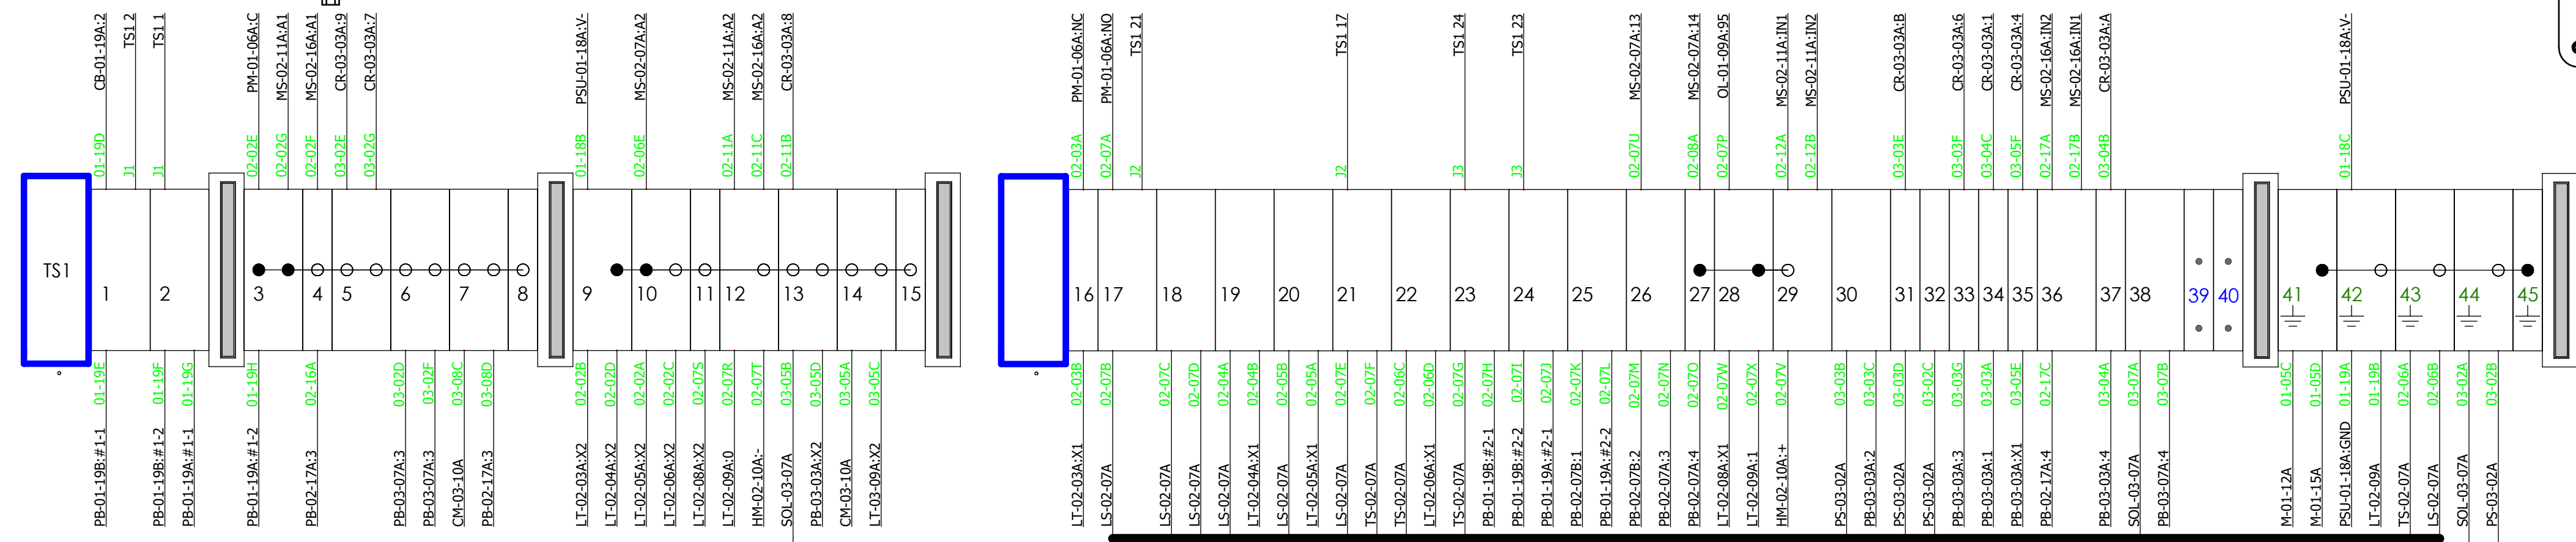 CB-01-19A:2
TS1 2
TS1 1
PM-01-06A:C
MS-02-11A:A1
MS-02-16A:A1
CR-03-03A:9
CR-03-03A:7
PSU-01-18A:V-
MS-02-07A:A2
MS-02-11A:A2
MS-02-16A:A2
CR-03-03A:8
PM-01-06A:NC
PM-01-06A:NO
TS1 21
TS1 17
TS1 24
TS1 23
MS-02-07A:13
MS-02-07A:14
OL-01-09A:95
MS-02-11A:IN1
MS-02-11A:IN2
CR-03-03A:B
CR-03-03A:6
CR-03-03A:1
CR-03-03A:4
MS-02-16A:IN2
MS-02-16A:IN1
CR-03-03A:A
PSU-01-18A:V-
01-19D
J1
J1
02-02E
02-02G
02-02F
03-02E
03-02G
01-18B
02-06E
02-11A
02-11C
02-11B
02-03A
02-07A
J2
J2
J3
J3
02-07U
02-08A
02-07P
02-12A
02-12B
03-03E
03-03F
03-04C
03-05F
02-17A
02-17B
03-04B
01-18C
TS1
1
2
3
4
5
6
7
8
9
10
11
12
13
14
15
16
17
18
19
20
21
22
23
24
25
26
27
28
29
30
31
32
33
34
35
36
37
38
39
40
41
42
43
44
45
01-19E
01-19F
01-19G
01-19H
02-16A
03-02D
03-02F
03-08C
03-08D
02-02B
02-02D
02-02A
02-02C
02-07S
02-07R
02-07T
03-05B
03-05D
03-05A
03-05C
02-03B
02-07B
02-07C
02-07D
02-04A
02-04B
02-05B
02-05A
02-07E
02-07F
02-06C
02-06D
02-07G
02-07H
02-07I
02-07J
02-07K
02-07L
02-07M
02-07N
02-07O
02-07W
02-07X
02-07V
03-03B
03-03C
03-03D
03-02C
03-03G
03-03A
03-05E
02-17C
03-04A
03-07A
03-07B
01-05C
01-05D
01-19A
01-19B
02-06A
02-06B
03-02A
03-02B
PB-01-19B:#1-1
PB-01-19B:#1-2
PB-01-19A:#1-1
PB-01-19A:#1-2
PB-02-17A:3
PB-03-07A:3
PB-03-07A:3
CM-03-10A
PB-02-17A:3
LT-02-03A:X2
LT-02-04A:X2
LT-02-05A:X2
LT-02-06A:X2
LT-02-08A:X2
LT-02-09A:0
HM-02-10A:-
SOL-03-07A
PB-03-03A:X2
CM-03-10A
LT-03-09A:X2
LT-02-03A:X1
LS-02-07A
LS-02-07A
LS-02-07A
LS-02-07A
LT-02-04A:X1
LS-02-07A
LT-02-05A:X1
LS-02-07A
TS-02-07A
TS-02-07A
LT-02-06A:X1
TS-02-07A
PB-01-19B:#2-1
PB-01-19B:#2-2
PB-01-19A:#2-1
PB-02-07B:1
PB-01-19A:#2-2
PB-02-07B:2
PB-02-07A:3
PB-02-07A:4
LT-02-08A:X1
LT-02-09A:1
HM-02-10A:+
PS-03-02A
PB-03-03A:2
PS-03-02A
PS-03-02A
PB-03-03A:3
PB-03-03A:1
PB-03-03A:X1
PB-02-17A:4
PB-03-03A:4
SOL-03-07A
PB-03-07A:4
M-01-12A
M-01-15A
PSU-01-18A:GND
LT-02-09A
TS-02-07A
LS-02-07A
SOL-03-07A
PS-03-02A